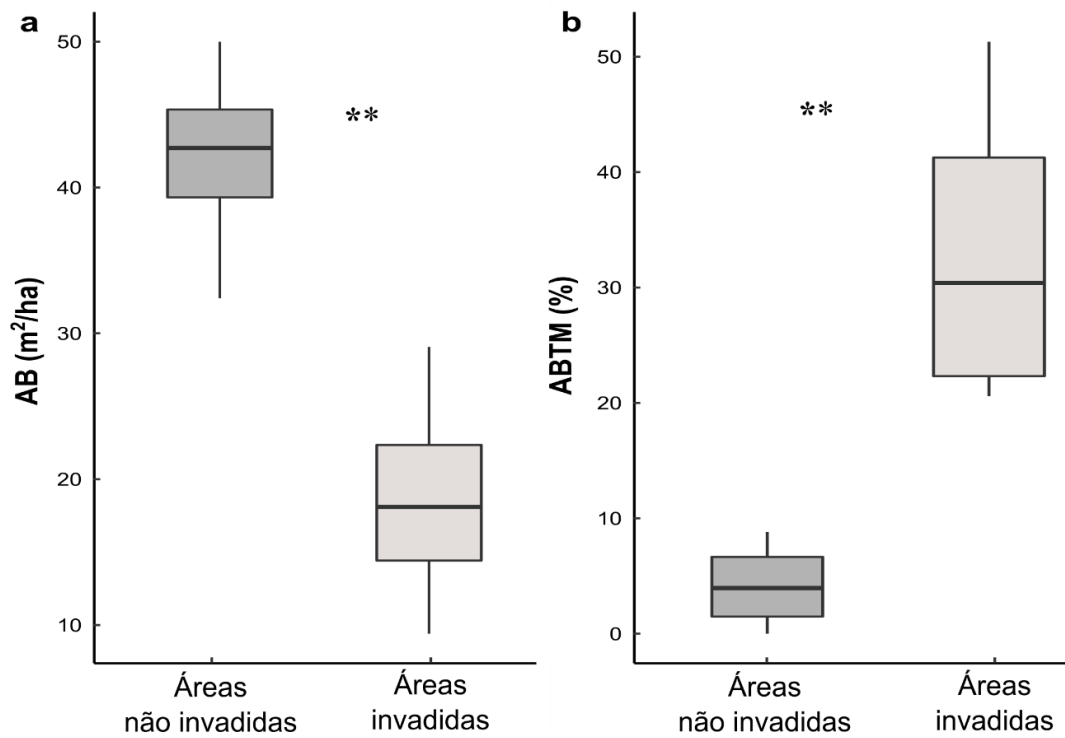 a
50
40
30
20
10
AB (m²/ha)
**
Áreas
não invadidas
Áreas
invadidas
b
50
40
30
20
10
0
ABTM (%)
**
Áreas
não invadidas
Áreas
invadidas